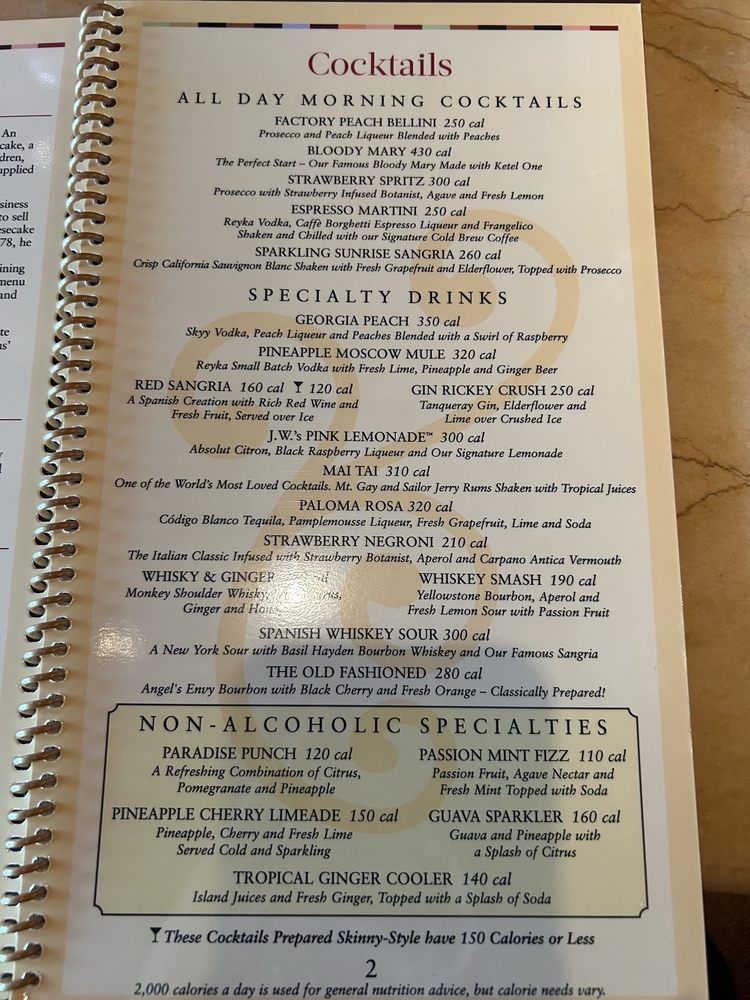 An
cake, a
dren,
upplied
siness
to sell
esecake
78, he
ining
menu
and
te
ns'
Cocktails
ALL DAY MORNING COCKTAILS
FACTORY PEACH BELLINI 250 cal
Prosecco and Peach Liqueur Blended with Peaches
BLOODY MARY 430 cal
The Perfect Start – Our Famous Bloody Mary Made with Ketel One
STRAWBERRY SPRITZ 300 cal
Prosecco with Strawberry Infused Botanist, Agave and Fresh Lemon
ESPRESSO MARTINI 250 cal
Reyka Vodka, Caffè Borghetti Espresso Liqueur and Frangelico
Shaken and Chilled with our Signature Cold Brew Coffee
SPARKLING SUNRISE SANGRIA 260 cal
Crisp California Sauvignon Blanc Shaken with Fresh Grapefruit and Elderflower, Topped with Prosecco
SPECIALTY DRINKS
GEORGIA PEACH 350 cal
Skyy Vodka, Peach Liqueur and Peaches Blended with a Swirl of Raspberry
PINEAPPLE MOSCOW MULE 320 cal
Reyka Small Batch Vodka with Fresh Lime, Pineapple and Ginger Beer
RED SANGRIA 160 cal 120 cal
A Spanish Creation with Rich Red Wine and
Fresh Fruit, Served over Ice
GIN RICKEY CRUSH 250 cal
Tanqueray Gin, Elderflower and
Lime over Crushed Ice
J.W.'s PINK LEMONADE™ 300 cal
Absolut Citron, Black Raspberry Liqueur and Our Signature Lemonade
MAI TAI 310 cal
One of the World's Most Loved Cocktails. Mt. Gay and Sailor Jerry Rums Shaken with Tropical Juices
PALOMA ROSA 320 cal
Código Blanco Tequila, Pamplemousse Liqueur, Fresh Grapefruit, Lime and Soda
STRAWBERRY NEGRONI 210 cal
The Italian Classic Infused with Strawberry Botanist, Aperol and Carpano Antica Vermouth
WHISKY & GINGER
Monkey Shoulder Whisky,
Ginger and
WHISKEY SMASH 190 cal
Yellowstone Bourbon, Aperol and
Fresh Lemon Sour with Passion Fruit
SPANISH WHISKEY SOUR 300 cal
A New York Sour with Basil Hayden Bourbon Whiskey and Our Famous Sangria
THE OLD FASHIONED 280 cal
Angel's Envy Bourbon with Black Cherry and Fresh Orange – Classically Prepared!
NON-ALCOHOLIC SPECIALTIES
PARADISE PUNCH 120 cal
A Refreshing Combination of Citrus,
Pomegranate and Pineapple
PASSION MINT FIZZ 110 cal
Passion Fruit, Agave Nectar and
Fresh Mint Topped with Soda
PINEAPPLE CHERRY LIMEADE 150 cal
Pineapple, Cherry and Fresh Lime
Served Cold and Sparkling
GUAVA SPARKLER 160 cal
Guava and Pineapple with
a Splash of Citrus
TROPICAL GINGER COOLER 140 cal
Island Juices and Fresh Ginger, Topped with a Splash of Soda
These Cocktails Prepared Skinny-Style have 150 Calories or Less
2
2,000 calories a day is used for general nutrition advice, but calorie needs vary.